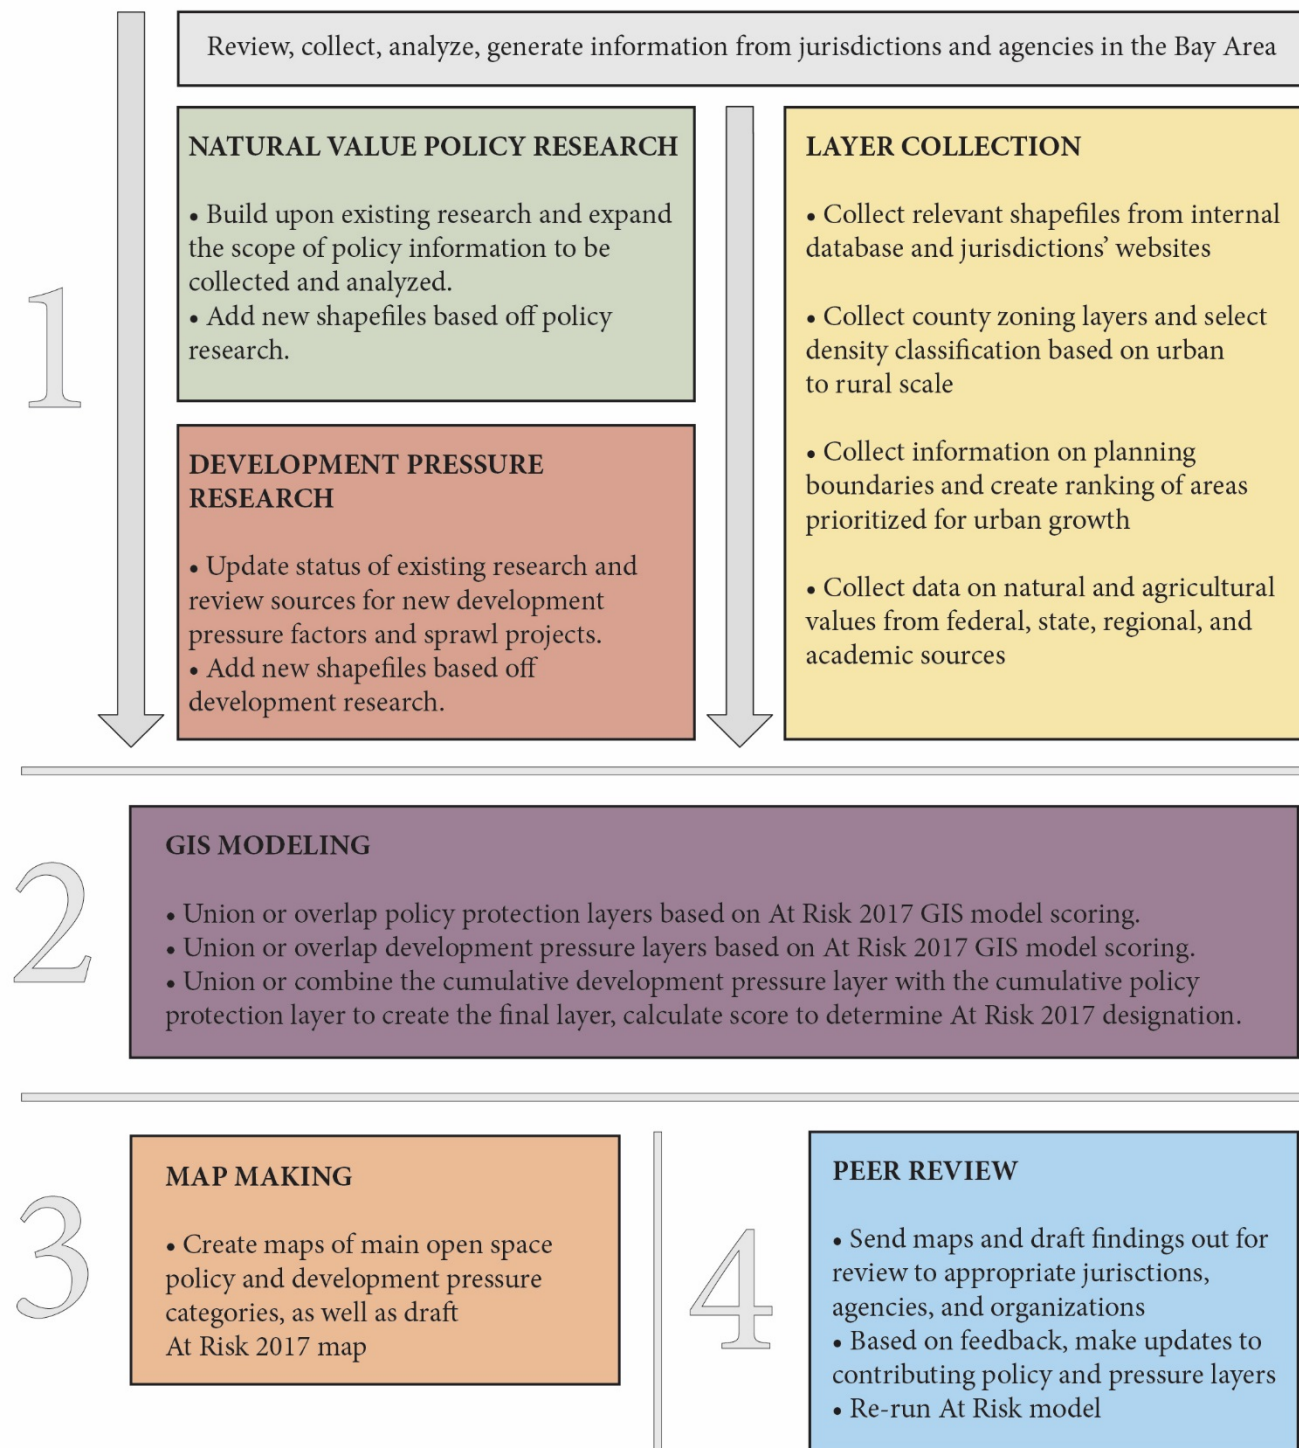 Review, collect, analyze, generate information from jurisdictions and agencies in the Bay Area
1
NATURAL VALUE POLICY RESEARCH
• Build upon existing research and expand
the scope of policy information to be
collected and analyzed.
• Add new shapefiles based off policy
research.
DEVELOPMENT PRESSURE
RESEARCH
• Update status of existing research and
review sources for new development
pressure factors and sprawl projects.
• Add new shapefiles based off
development research.
LAYER COLLECTION
• Collect relevant shapefiles from internal
database and jurisdictions’ websites
• Collect county zoning layers and select
density classification based on urban
to rural scale
• Collect information on planning
boundaries and create ranking of areas
prioritized for urban growth
• Collect data on natural and agricultural
values from federal, state, regional, and
academic sources
2
GIS MODELING
• Union or overlap policy protection layers based on At Risk 2017 GIS model scoring.
• Union or overlap development pressure layers based on At Risk 2017 GIS model scoring.
• Union or combine the cumulative development pressure layer with the cumulative policy
protection layer to create the final layer, calculate score to determine At Risk 2017 designation.
3
MAP MAKING
• Create maps of main open space
policy and development pressure
categories, as well as draft
At Risk 2017 map
4
PEER REVIEW
• Send maps and draft findings out for
review to appropriate jurisctions,
agencies, and organizations
• Based on feedback, make updates to
contributing policy and pressure layers
• Re-run At Risk model